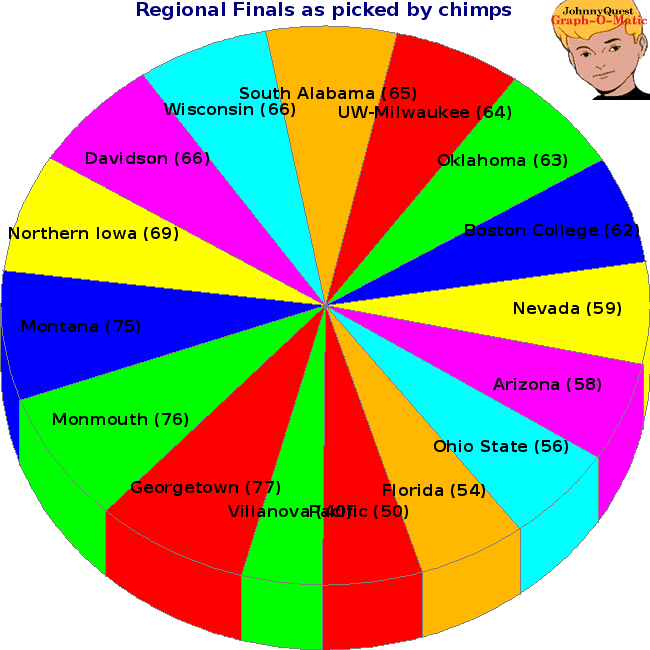 Regional Finals as picked by chimps
JohnnyQuest
Graph-O-Matic
South Alabama (65)
Wisconsin (66)
UW-Milwaukee (64)
Davidson (66)
Oklahoma (63)
Northern Iowa (69)
Boston College (62)
Nevada (59)
Montana (75)
Arizona (58)
Monmouth (76)
Ohio State (56)
Georgetown (77)
Florida (54)
Villanova (40)
Pacific (50)